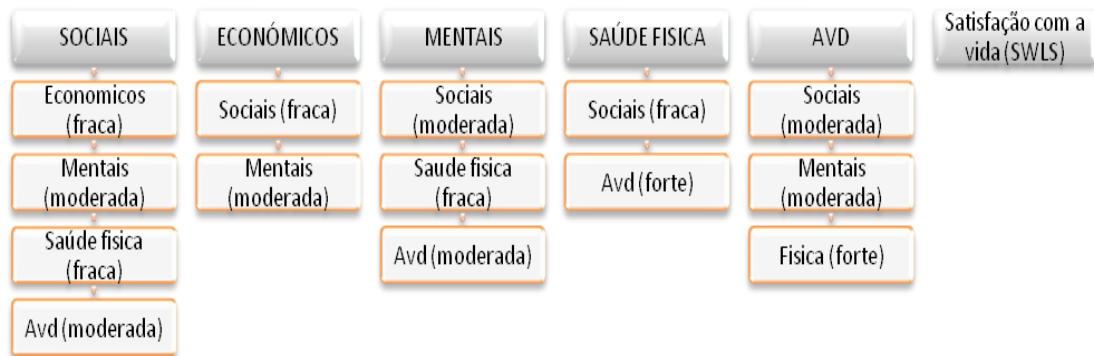 SOCIAIS
Economicos
(fraca)
Mentais
(moderada)
Saúde fisica
(fraca)
Avd (moderada)
ECONÓMICOS
Sociais (fraca)
Mentais
(moderada)
MENTAIS
Sociais
(moderada)
Saude fisica
(fraca)
Avd (moderada)
SAÚDE FISICA
Sociais (fraca)
Avd (forte)
AVD
Sociais
(moderada)
Mentais
(moderada)
Fisica (forte)
Satisfação com a
vida (SWLS)